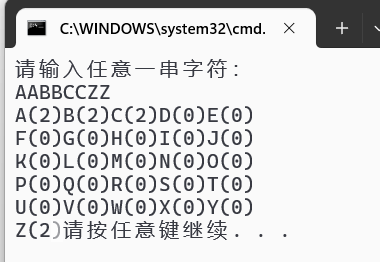 C:\WINDOWS\system32\cmd.
请输入任意一串字符：
AABBCCZZ
A(2)B(2)C(2)D(0)E(0)
F(0)G(0)H(0)I(0)J(0)
K(0)L(0)M(0)N(0)O(0)
P(0)Q(0)R(0)S(0)T(0)
U(0)V(0)W(0)X(0)Y(0)
Z(2)请按任意键继续. . .